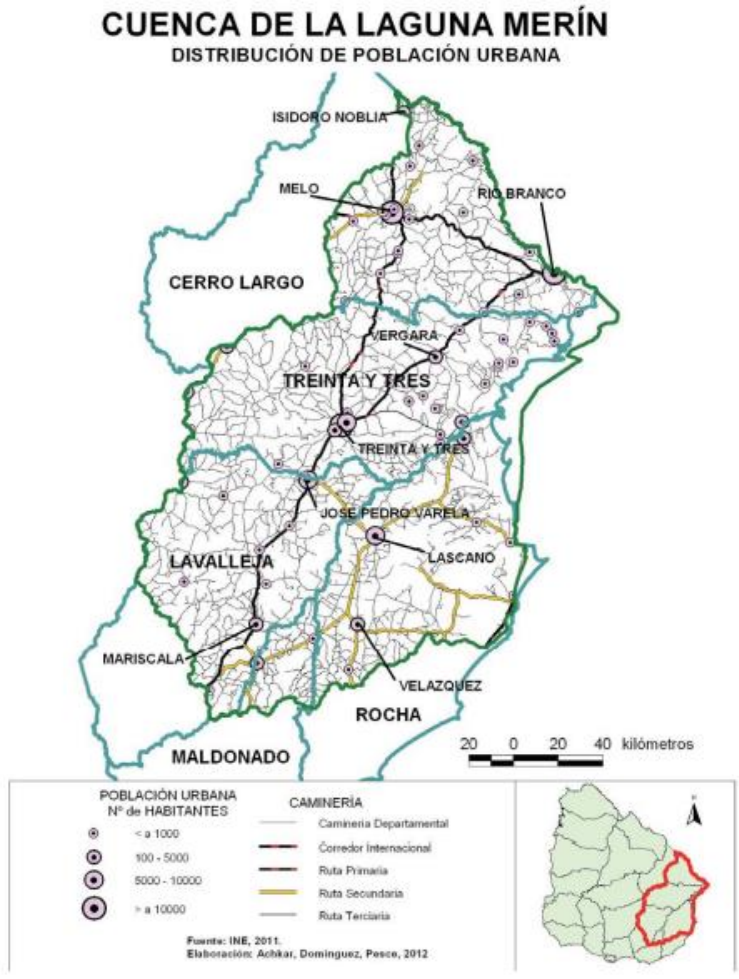 CUENCA DE LA LAGUNA MERÍN
DISTRIBUCIÓN DE POBLACIÓN URBANA
ISIDORO NOBLIA
MELO
RIO BRANCO
CERRO LARGO
VERGARA
TREINTA Y TRES
TREINTA Y TRES
JOSE PEDRO VARELA
LASCANO
LAVALLEJA
MARISCALA
VELAZQUEZ
ROCHA
MALDONADO
20 0 20 40 kilómetros
POBLACIÓN URBANA
Nº de HABITANTES
< a 1000
100 - 5000
5000 - 10000
> a 10000
CAMINERÍA
Caminería Departamental
Corredor Internacional
Ruta Primaria
Ruta Secundaria
Ruta Terciaria
Fuente: INE, 2011.
Elaboración: Achkar, Dominguez, Pesce, 2012